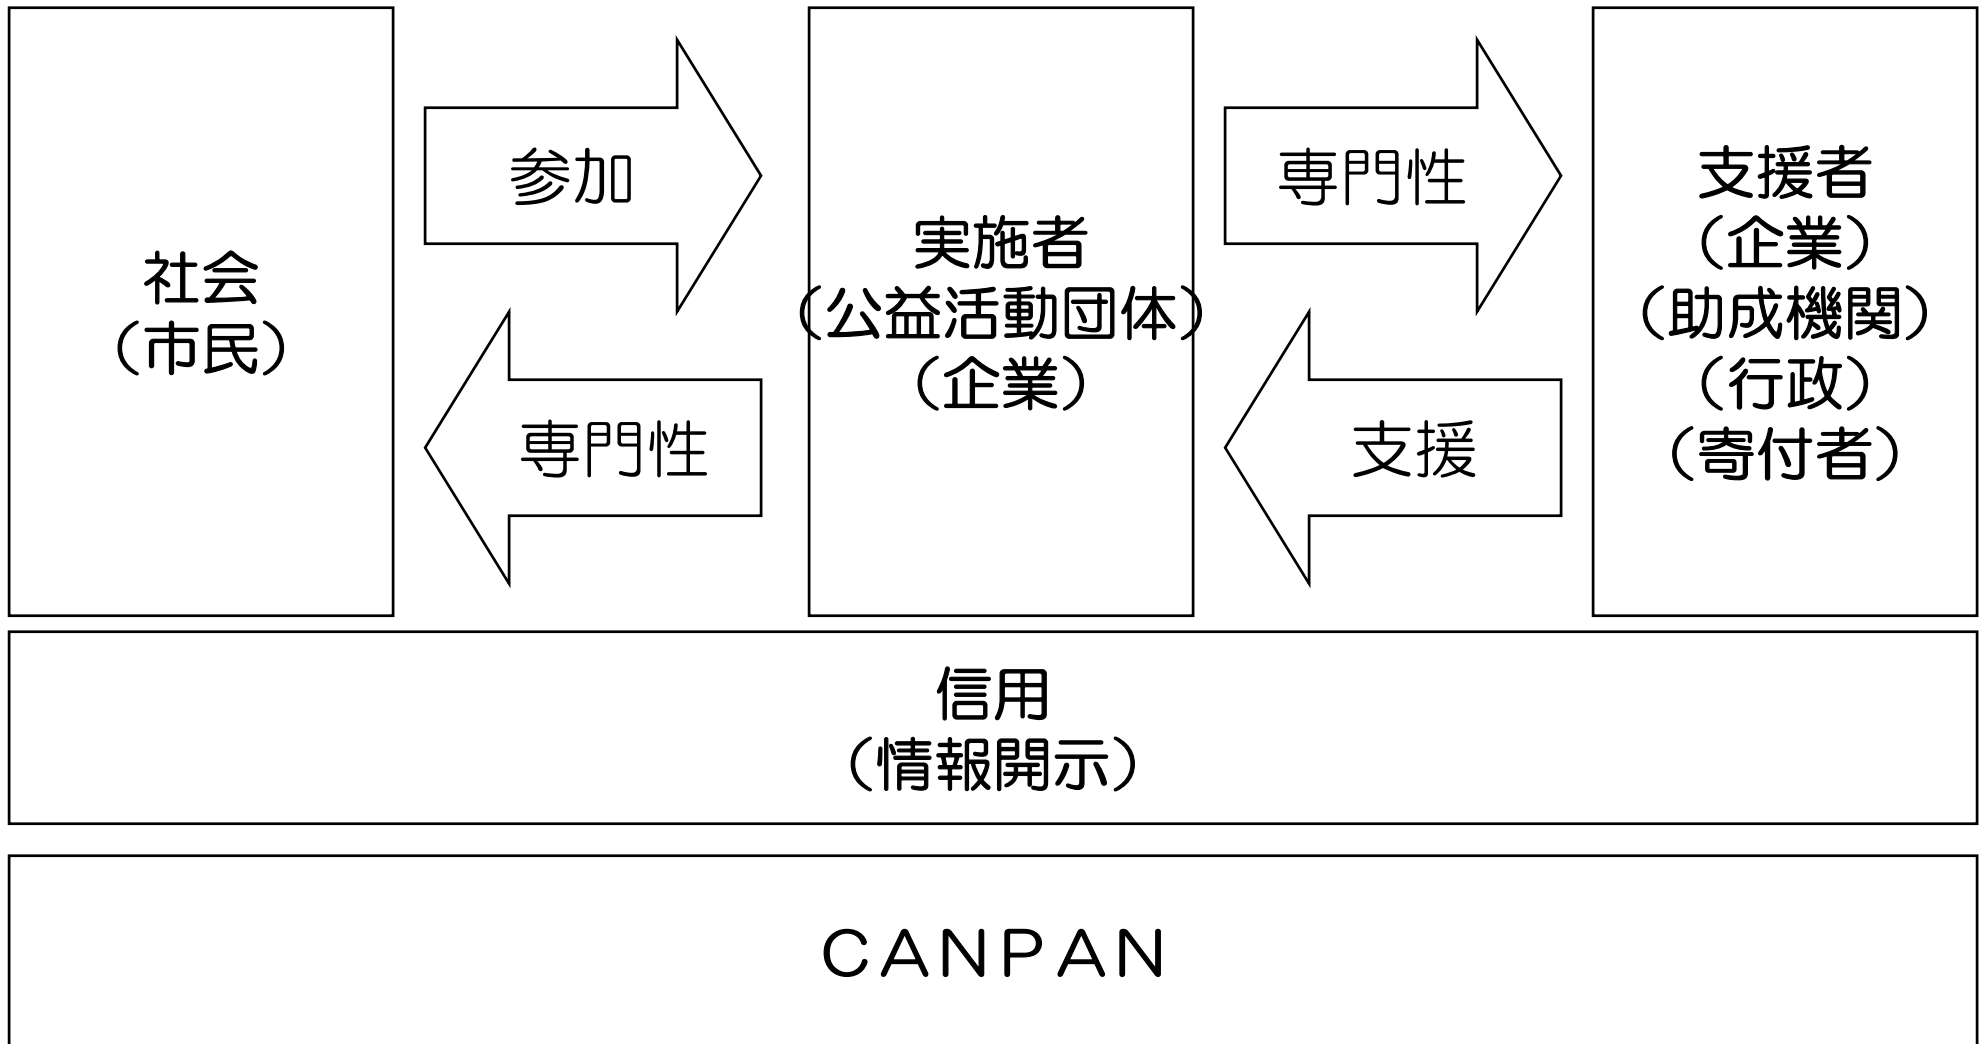 社会
（市民）
参加
専門性
実施者
（公益活動団体）
（企業）
専門性
支援
支援者
（企業）
（助成機関）
（行政）
（寄付者）
信用
（情報開示）
ＣＡＮＰＡＮ